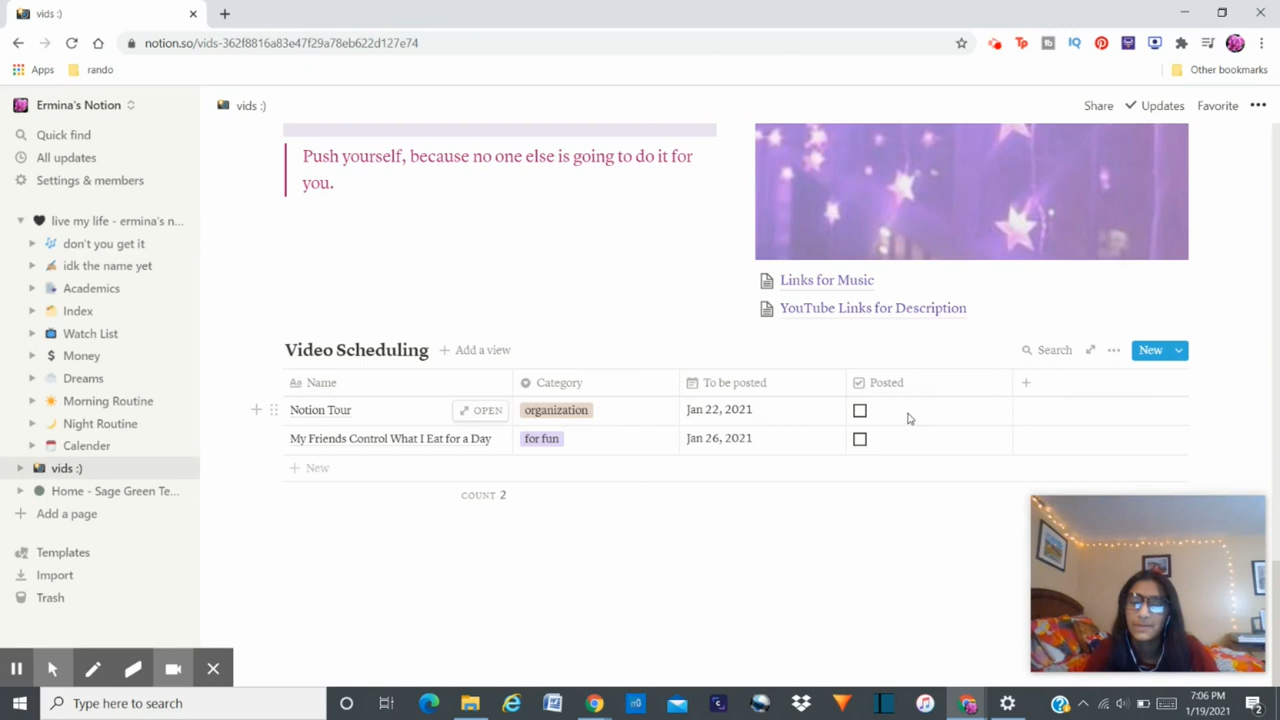 vids :)
notion.so/vids-362f8816a83e47f29a78eb622d127e74
Apps
rando
Other bookmarks
Ermina's Notion
vids :)
Share
Updates
Favorite
Quick find
All updates
Settings & members
live my life - ermina's n...
don't you get it
idk the name yet
Academics
Index
Watch List
Money
Dreams
Morning Routine
Night Routine
Calender
vids :)
Home - Sage Green Te...
Add a page
Templates
Import
Trash
Push yourself, because no one else is going to do it for
you.
Links for Music
YouTube Links for Description
Video Scheduling
Add a view
Search
New
Aa Name
Category
To be posted
Posted
Notion Tour
OPEN
organization
Jan 22, 2021
My Friends Control What I Eat for a Day
for fun
Jan 26, 2021
New
COUNT 2
Type here to search
7:06 PM
1/19/2021